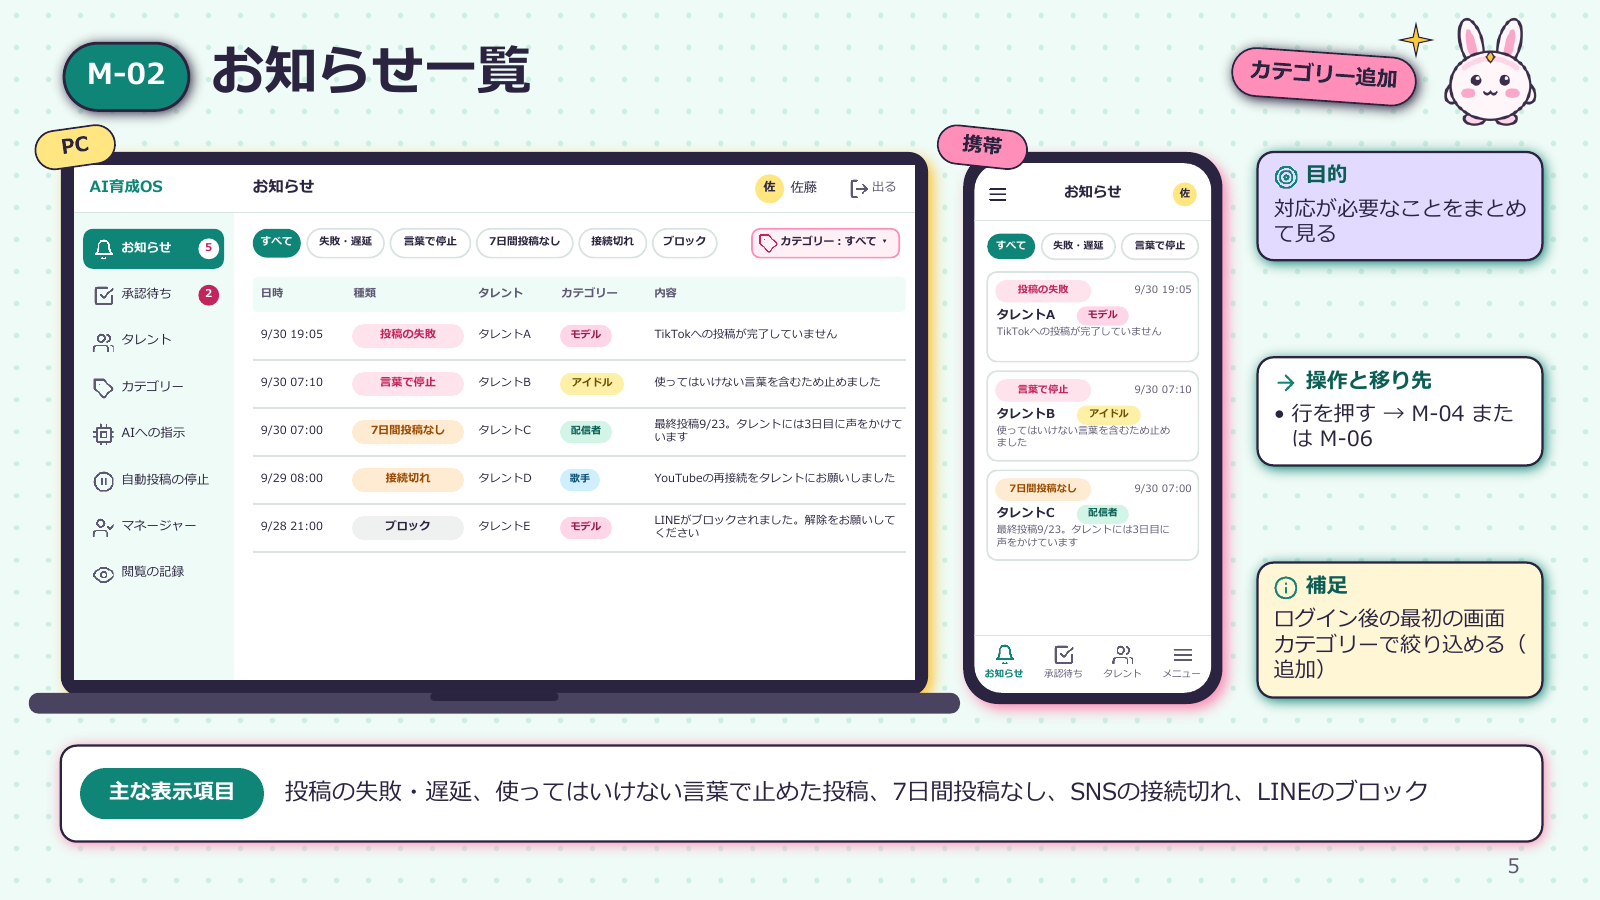 M-02
お知らせ一覧
カテゴリー追加
PC
携帯
AI育成OS
お知らせ
佐 佐藤
出る
お知らせ 5
承認待ち 2
タレント
カテゴリー
AIへの指示
自動投稿の停止
マネージャー
閲覧の記録
すべて 失敗・遅延 言葉で停止 7日間投稿なし 接続切れ ブロック
カテゴリー：すべて ▼
日時 種類 タレント カテゴリー 内容
9/30 19:05 投稿の失敗 タレントA モデル TikTokへの投稿が完了していません
9/30 07:10 言葉で停止 タレントB アイドル 使ってはいけない言葉を含むため止めました
9/30 07:00 7日間投稿なし タレントC 配信者 最終投稿9/23。タレントには3日目に声をかけて
います
9/29 08:00 接続切れ タレントD 歌手 YouTubeの再接続をタレントにお願いしました
9/28 21:00 ブロック タレントE モデル LINEがブロックされました。解除をお願いして
ください
お知らせ
佐
すべて 失敗・遅延 言葉で停止
投稿の失敗 9/30 19:05
タレントA モデル
TikTokへの投稿が完了していません
言葉で停止 9/30 07:10
タレントB アイドル
使ってはいけない言葉を含むため止め
ました
7日間投稿なし 9/30 07:00
タレントC 配信者
最終投稿9/23。タレントには3日目に
声をかけています
お知らせ 承認待ち タレント メニュー
目的
対応が必要なことをまとめ
て見る
操作と移り先
• 行を押す → M-04 また
は M-06
補足
ログイン後の最初の画面
カテゴリーで絞り込める（
追加）
主な表示項目
投稿の失敗・遅延、使ってはいけない言葉で止めた投稿、7日間投稿なし、SNSの接続切れ、LINEのブロック
5